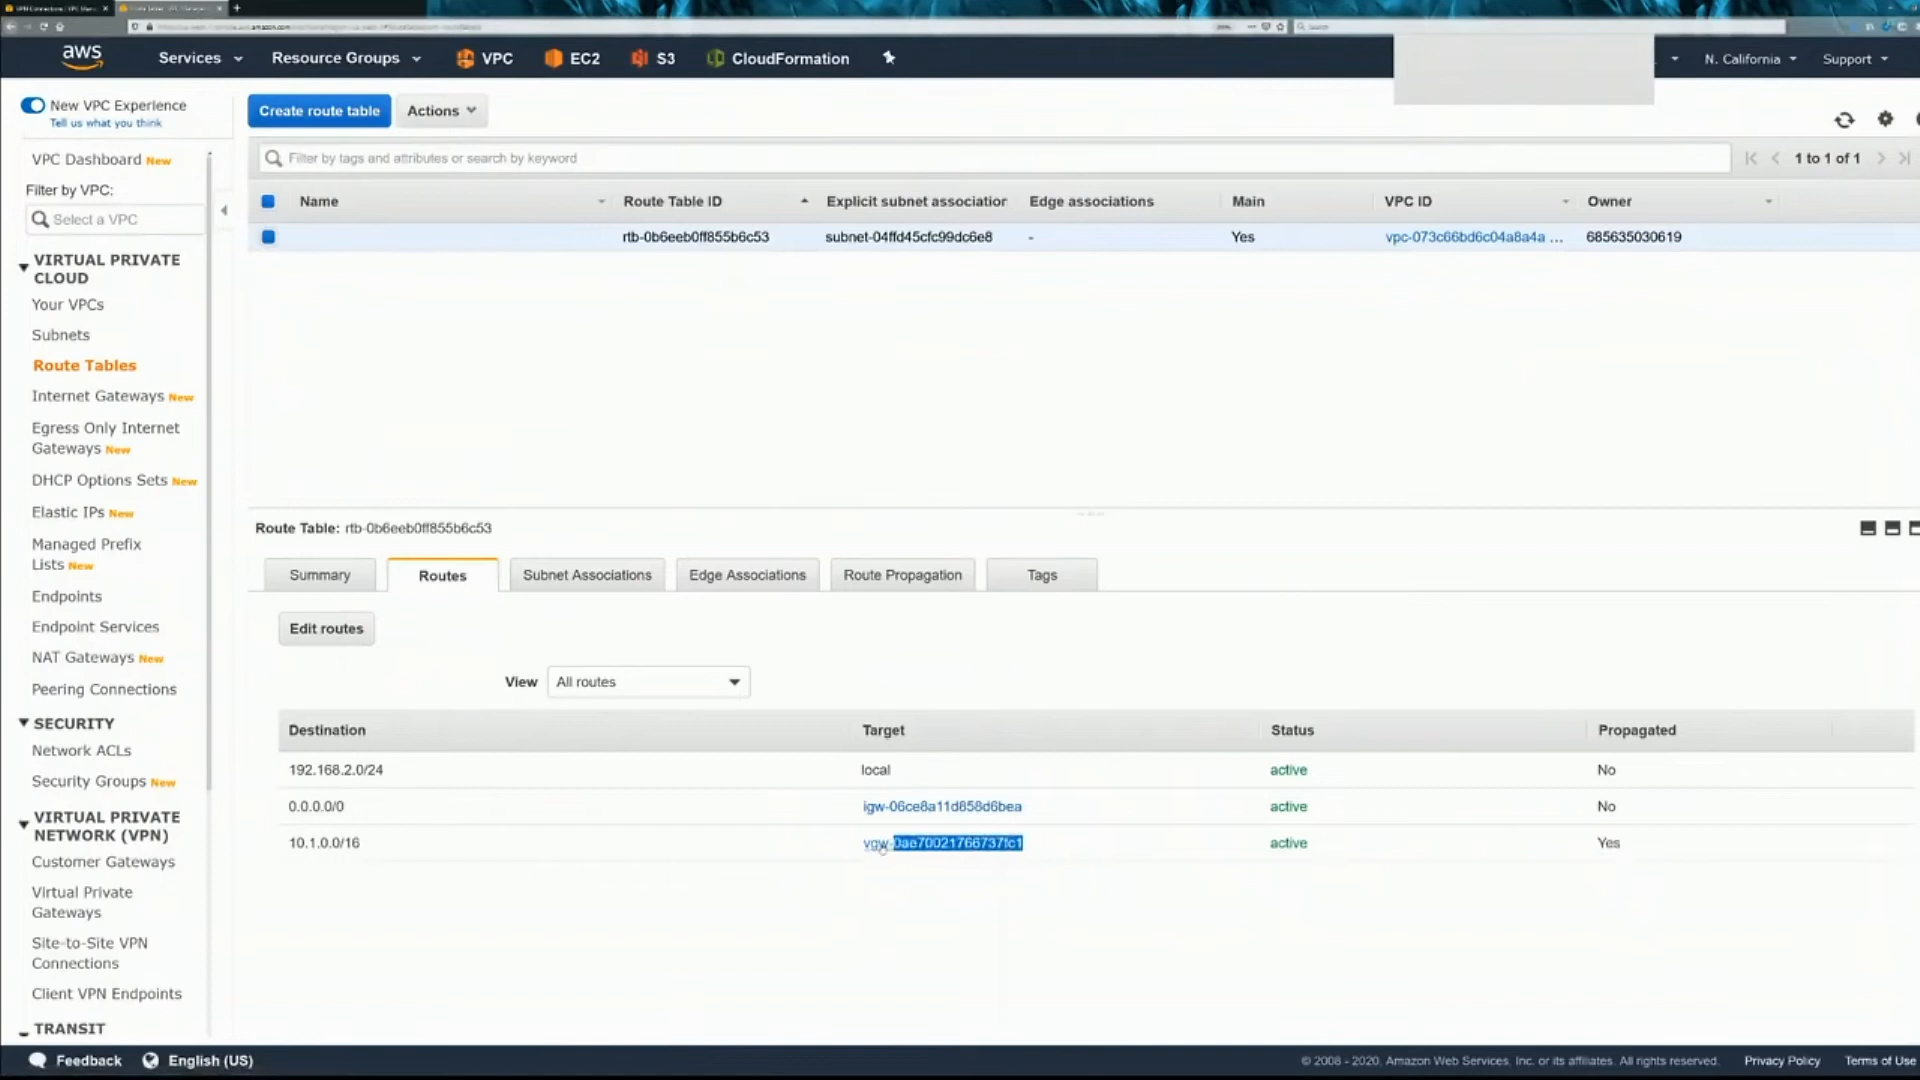 aws
Services
Resource Groups
VPC
EC2
S3
CloudFormation
N. California
Support
New VPC Experience
Tell us what you think
Create route table
Actions
VPC Dashboard New
Filter by VPC:
Select a VPC
Filter by tags and attributes or search by keyword
1 to 1 of 1
Name
Route Table ID
Explicit subnet association
Edge associations
Main
VPC ID
Owner
rtb-0b6eeb0ff855b6c53
subnet-04ffd45cfc99dc6e8
-
Yes
vpc-073c66bd6c04a8a4a ...
685635030619
VIRTUAL PRIVATE
CLOUD
Your VPCs
Subnets
Route Tables
Internet Gateways New
Egress Only Internet
Gateways New
DHCP Options Sets New
Elastic IPs New
Managed Prefix
Lists New
Endpoints
Endpoint Services
NAT Gateways New
Peering Connections
SECURITY
Network ACLs
Security Groups New
VIRTUAL PRIVATE
NETWORK (VPN)
Customer Gateways
Virtual Private
Gateways
Site-to-Site VPN
Connections
Client VPN Endpoints
TRANSIT
Route Table: rtb-0b6eeb0ff855b6c53
Summary
Routes
Subnet Associations
Edge Associations
Route Propagation
Tags
Edit routes
View
All routes
Destination
Target
Status
Propagated
192.168.2.0/24
local
active
No
0.0.0.0/0
igw-06ce8a11d858d6bea
active
No
10.1.0.0/16
vgw-0ae70021766737fc1
active
Yes
Feedback
English (US)
© 2008 - 2020, Amazon Web Services, Inc. or its affiliates. All rights reserved.
Privacy Policy
Terms of Use